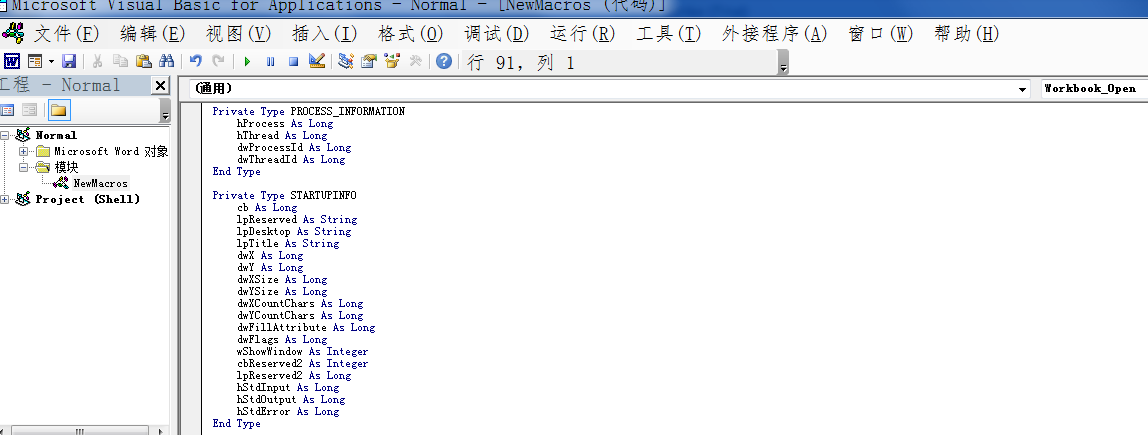 Microsoft Visual Basic for Applications - Normal - [NewMacros (代码)]
文件(F) 编辑(E) 视图(V) 插入(I) 格式(O) 调试(D) 运行(R) 工具(T) 外接程序(A) 窗口(W) 帮助(H)
行 91, 列 1
工程 - Normal
(通用)
Workbook_Open
Normal
Microsoft Word 对象
模块
NewMacros
Project (Shell)
Private Type PROCESS_INFORMATION
hProcess As Long
hThread As Long
dwProcessId As Long
dwThreadId As Long
End Type
Private Type STARTUPINFO
cb As Long
lpReserved As String
lpDesktop As String
lpTitle As String
dwX As Long
dwY As Long
dwXSize As Long
dwYSize As Long
dwXCountChars As Long
dwYCountChars As Long
dwFillAttribute As Long
dwFlags As Long
wShowWindow As Integer
cbReserved2 As Integer
lpReserved2 As Long
hStdInput As Long
hStdOutput As Long
hStdError As Long
End Type